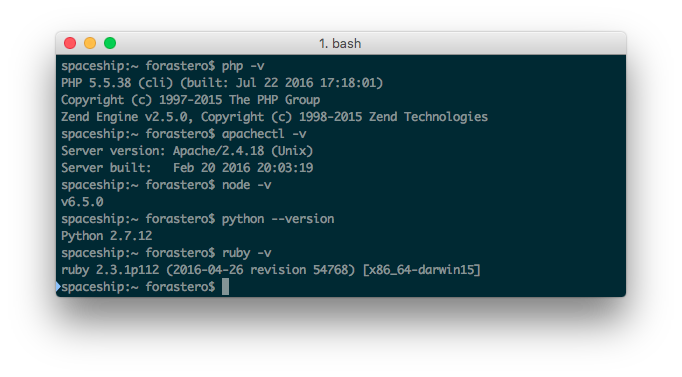 1. bash
spaceship:~ forastero$ php -v
PHP 5.5.38 (cli) (built: Jul 22 2016 17:18:01)
Copyright (c) 1997-2015 The PHP Group
Zend Engine v2.5.0, Copyright (c) 1998-2015 Zend Technologies
spaceship:~ forastero$ apachectl -v
Server version: Apache/2.4.18 (Unix)
Server built:   Feb 20 2016 20:03:19
spaceship:~ forastero$ node -v
v6.5.0
spaceship:~ forastero$ python --version
Python 2.7.12
spaceship:~ forastero$ ruby -v
ruby 2.3.1p112 (2016-04-26 revision 54768) [x86_64-darwin15]
spaceship:~ forastero$